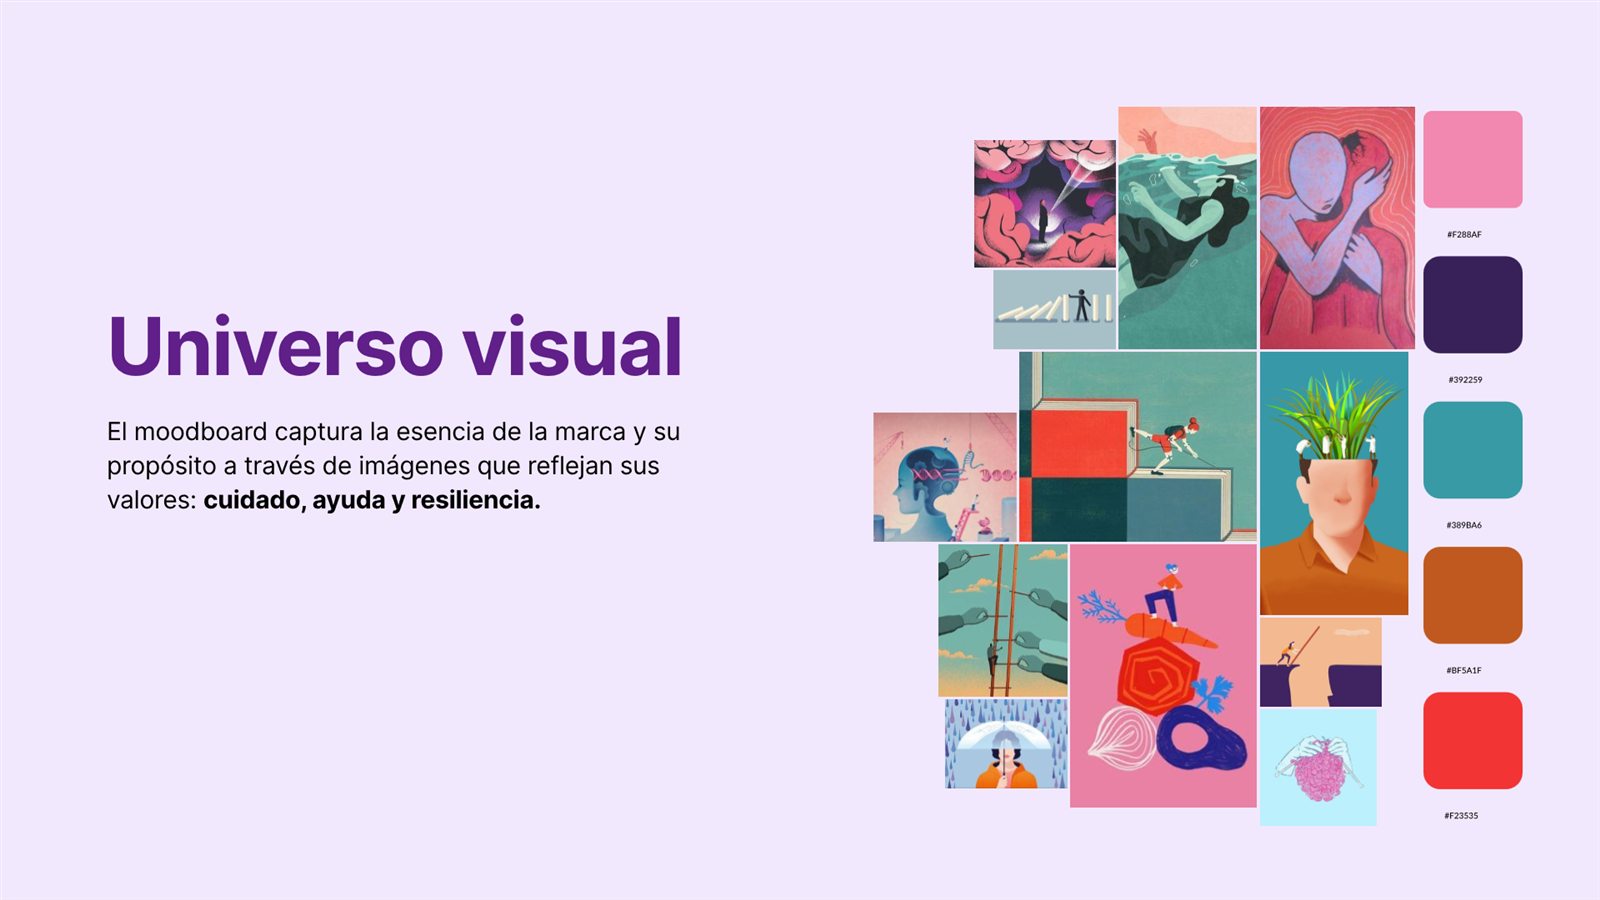 Universo visual
El moodboard captura la esencia de la marca y su
propósito a través de imágenes que reflejan sus
valores: cuidado, ayuda y resiliencia.
#F288AF
#392259
#389BA6
#BF5A1F
#F23535